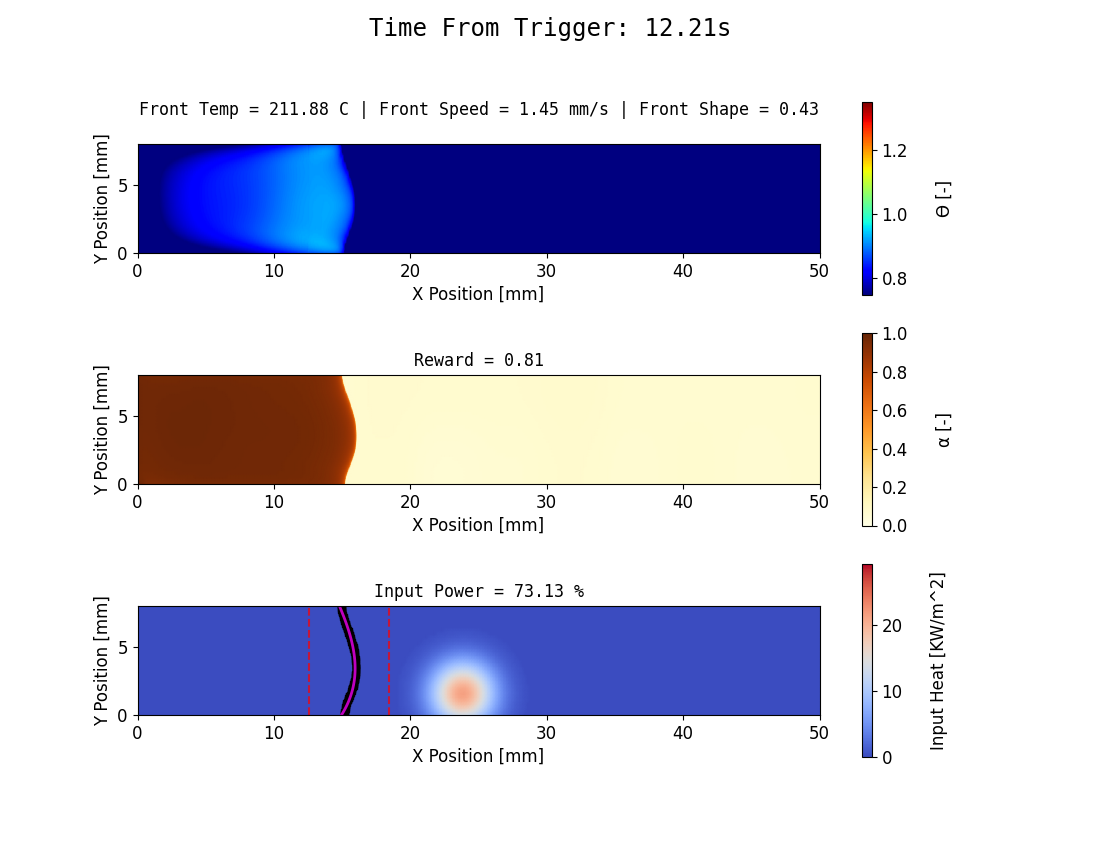 Time From Trigger: 12.21s
Front Temp = 211.88 C | Front Speed = 1.45 mm/s | Front Shape = 0.43
Y Position [mm]
5
0
0 10 20 30 40 50
X Position [mm]
1.2
1.0
0.8
Θ [-]
Reward = 0.81
Y Position [mm]
5
0
0 10 20 30 40 50
X Position [mm]
1.0
0.8
0.6
0.4
0.2
0.0
α [-]
Input Power = 73.13 %
Y Position [mm]
5
0
0 10 20 30 40 50
X Position [mm]
20
10
0
Input Heat [KW/m^2]